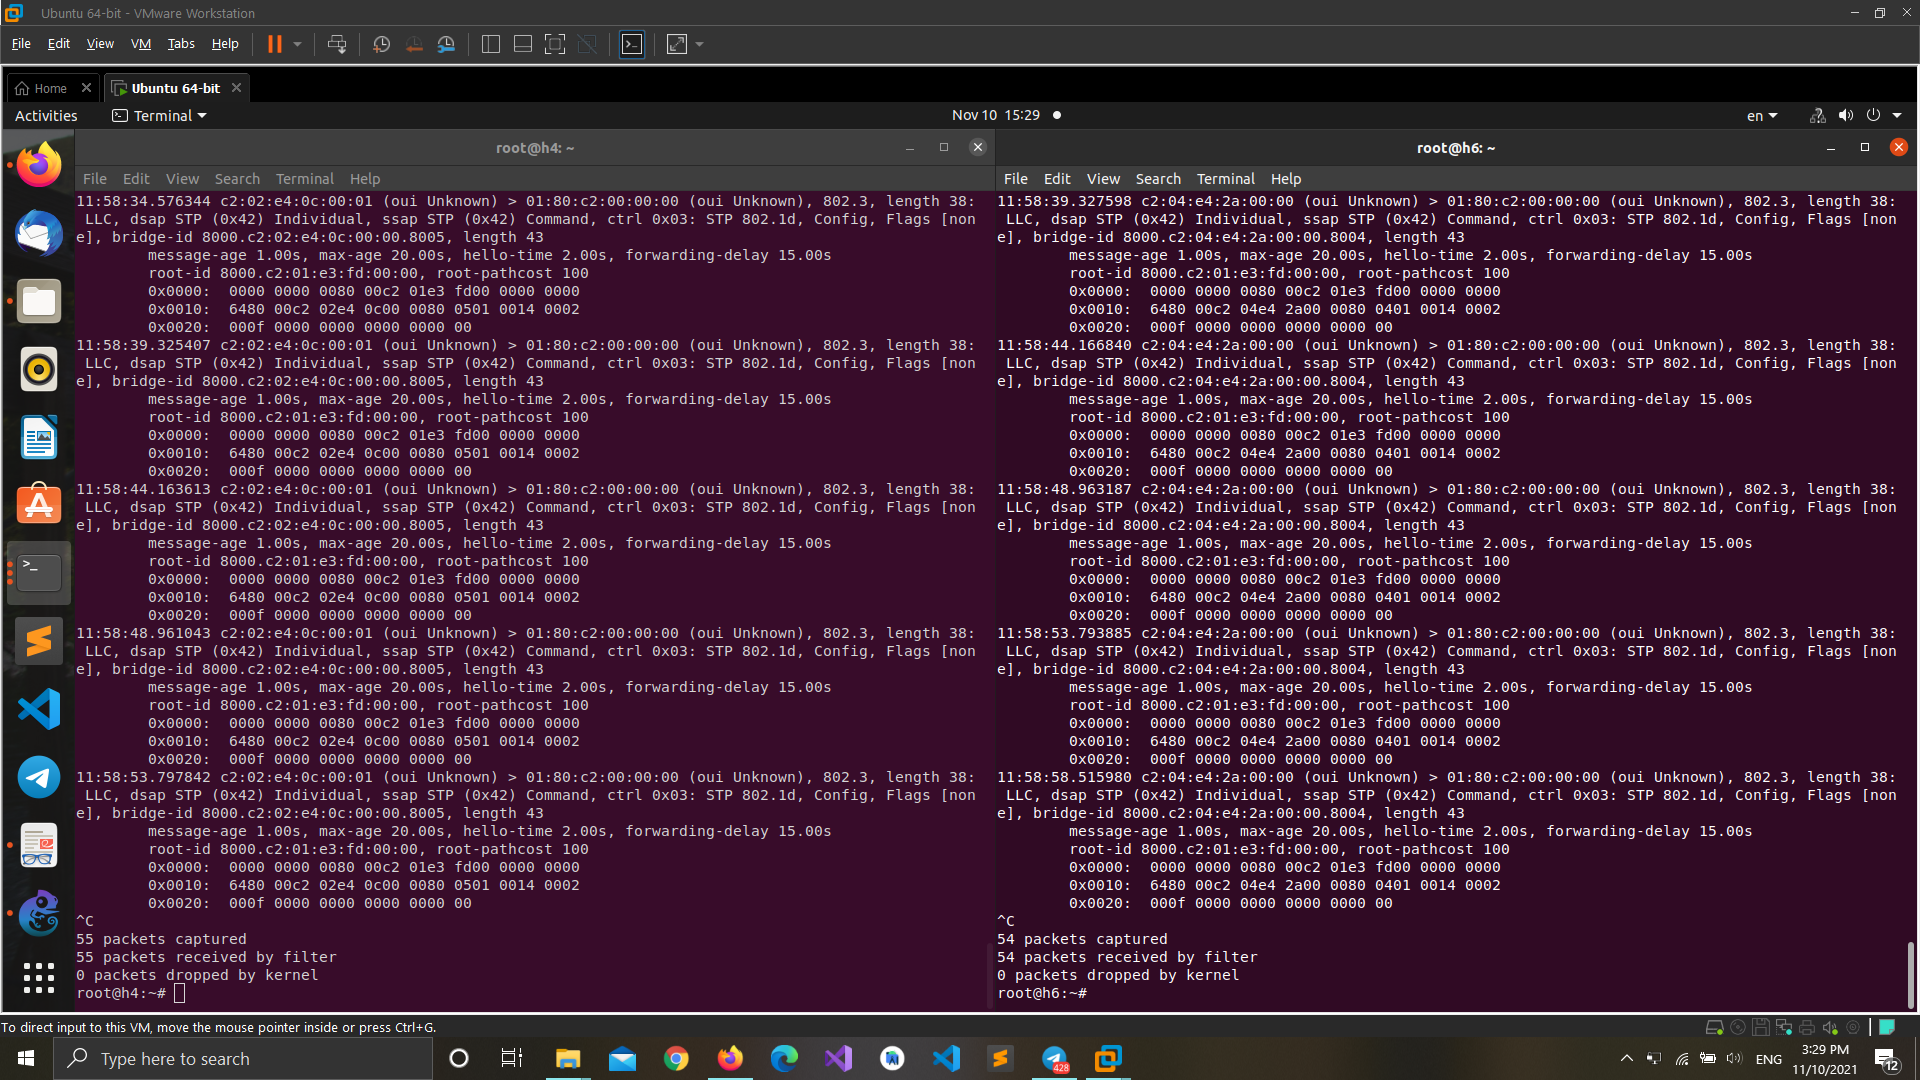 Ubuntu 64-bit - VMware Workstation
File Edit View VM Tabs Help
Home
Ubuntu 64-bit
Activities Terminal Nov 10 15:29 en
root@h4: ~
File Edit View Search Terminal Help
11:58:34.576344 c2:02:e4:0c:00:01 (oui Unknown) > 01:80:c2:00:00:00 (oui Unknown), 802.3, length 38:
LLC, dsap STP (0x42) Individual, ssap STP (0x42) Command, ctrl 0x03: STP 802.1d, Config, Flags [non
e], bridge-id 8000.c2:02:e4:0c:00:00.8005, length 43
message-age 1.00s, max-age 20.00s, hello-time 2.00s, forwarding-delay 15.00s
root-id 8000.c2:01:e3:fd:00:00, root-pathcost 100
0x0000: 0000 0000 0080 00c2 01e3 fd00 0000 0000
0x0010: 6480 00c2 02e4 0c00 0080 0501 0014 0002
0x0020: 000f 0000 0000 0000 0000 00
11:58:39.325407 c2:02:e4:0c:00:01 (oui Unknown) > 01:80:c2:00:00:00 (oui Unknown), 802.3, length 38:
LLC, dsap STP (0x42) Individual, ssap STP (0x42) Command, ctrl 0x03: STP 802.1d, Config, Flags [non
e], bridge-id 8000.c2:02:e4:0c:00:00.8005, length 43
message-age 1.00s, max-age 20.00s, hello-time 2.00s, forwarding-delay 15.00s
root-id 8000.c2:01:e3:fd:00:00, root-pathcost 100
0x0000: 0000 0000 0080 00c2 01e3 fd00 0000 0000
0x0010: 6480 00c2 02e4 0c00 0080 0501 0014 0002
0x0020: 000f 0000 0000 0000 0000 00
11:58:44.163613 c2:02:e4:0c:00:01 (oui Unknown) > 01:80:c2:00:00:00 (oui Unknown), 802.3, length 38:
LLC, dsap STP (0x42) Individual, ssap STP (0x42) Command, ctrl 0x03: STP 802.1d, Config, Flags [non
e], bridge-id 8000.c2:02:e4:0c:00:00.8005, length 43
message-age 1.00s, max-age 20.00s, hello-time 2.00s, forwarding-delay 15.00s
root-id 8000.c2:01:e3:fd:00:00, root-pathcost 100
0x0000: 0000 0000 0080 00c2 01e3 fd00 0000 0000
0x0010: 6480 00c2 02e4 0c00 0080 0501 0014 0002
0x0020: 000f 0000 0000 0000 0000 00
11:58:48.961043 c2:02:e4:0c:00:01 (oui Unknown) > 01:80:c2:00:00:00 (oui Unknown), 802.3, length 38:
LLC, dsap STP (0x42) Individual, ssap STP (0x42) Command, ctrl 0x03: STP 802.1d, Config, Flags [non
e], bridge-id 8000.c2:02:e4:0c:00:00.8005, length 43
message-age 1.00s, max-age 20.00s, hello-time 2.00s, forwarding-delay 15.00s
root-id 8000.c2:01:e3:fd:00:00, root-pathcost 100
0x0000: 0000 0000 0080 00c2 01e3 fd00 0000 0000
0x0010: 6480 00c2 02e4 0c00 0080 0501 0014 0002
0x0020: 000f 0000 0000 0000 0000 00
11:58:53.797842 c2:02:e4:0c:00:01 (oui Unknown) > 01:80:c2:00:00:00 (oui Unknown), 802.3, length 38:
LLC, dsap STP (0x42) Individual, ssap STP (0x42) Command, ctrl 0x03: STP 802.1d, Config, Flags [non
e], bridge-id 8000.c2:02:e4:0c:00:00.8005, length 43
message-age 1.00s, max-age 20.00s, hello-time 2.00s, forwarding-delay 15.00s
root-id 8000.c2:01:e3:fd:00:00, root-pathcost 100
0x0000: 0000 0000 0080 00c2 01e3 fd00 0000 0000
0x0010: 6480 00c2 02e4 0c00 0080 0501 0014 0002
0x0020: 000f 0000 0000 0000 0000 00
^C
55 packets captured
55 packets received by filter
0 packets dropped by kernel
root@h4:~#
root@h6: ~
File Edit View Search Terminal Help
11:58:39.327598 c2:04:e4:2a:00:00 (oui Unknown) > 01:80:c2:00:00:00 (oui Unknown), 802.3, length 38:
LLC, dsap STP (0x42) Individual, ssap STP (0x42) Command, ctrl 0x03: STP 802.1d, Config, Flags [non
e], bridge-id 8000.c2:04:e4:2a:00:00.8004, length 43
message-age 1.00s, max-age 20.00s, hello-time 2.00s, forwarding-delay 15.00s
root-id 8000.c2:01:e3:fd:00:00, root-pathcost 100
0x0000: 0000 0000 0080 00c2 01e3 fd00 0000 0000
0x0010: 6480 00c2 04e4 2a00 0080 0401 0014 0002
0x0020: 000f 0000 0000 0000 0000 00
11:58:44.166840 c2:04:e4:2a:00:00 (oui Unknown) > 01:80:c2:00:00:00 (oui Unknown), 802.3, length 38:
LLC, dsap STP (0x42) Individual, ssap STP (0x42) Command, ctrl 0x03: STP 802.1d, Config, Flags [non
e], bridge-id 8000.c2:04:e4:2a:00:00.8004, length 43
message-age 1.00s, max-age 20.00s, hello-time 2.00s, forwarding-delay 15.00s
root-id 8000.c2:01:e3:fd:00:00, root-pathcost 100
0x0000: 0000 0000 0080 00c2 01e3 fd00 0000 0000
0x0010: 6480 00c2 04e4 2a00 0080 0401 0014 0002
0x0020: 000f 0000 0000 0000 0000 00
11:58:48.963187 c2:04:e4:2a:00:00 (oui Unknown) > 01:80:c2:00:00:00 (oui Unknown), 802.3, length 38:
LLC, dsap STP (0x42) Individual, ssap STP (0x42) Command, ctrl 0x03: STP 802.1d, Config, Flags [non
e], bridge-id 8000.c2:04:e4:2a:00:00.8004, length 43
message-age 1.00s, max-age 20.00s, hello-time 2.00s, forwarding-delay 15.00s
root-id 8000.c2:01:e3:fd:00:00, root-pathcost 100
0x0000: 0000 0000 0080 00c2 01e3 fd00 0000 0000
0x0010: 6480 00c2 04e4 2a00 0080 0401 0014 0002
0x0020: 000f 0000 0000 0000 0000 00
11:58:53.793885 c2:04:e4:2a:00:00 (oui Unknown) > 01:80:c2:00:00:00 (oui Unknown), 802.3, length 38:
LLC, dsap STP (0x42) Individual, ssap STP (0x42) Command, ctrl 0x03: STP 802.1d, Config, Flags [non
e], bridge-id 8000.c2:04:e4:2a:00:00.8004, length 43
message-age 1.00s, max-age 20.00s, hello-time 2.00s, forwarding-delay 15.00s
root-id 8000.c2:01:e3:fd:00:00, root-pathcost 100
0x0000: 0000 0000 0080 00c2 01e3 fd00 0000 0000
0x0010: 6480 00c2 04e4 2a00 0080 0401 0014 0002
0x0020: 000f 0000 0000 0000 0000 00
11:58:58.515980 c2:04:e4:2a:00:00 (oui Unknown) > 01:80:c2:00:00:00 (oui Unknown), 802.3, length 38:
LLC, dsap STP (0x42) Individual, ssap STP (0x42) Command, ctrl 0x03: STP 802.1d, Config, Flags [non
e], bridge-id 8000.c2:04:e4:2a:00:00.8004, length 43
message-age 1.00s, max-age 20.00s, hello-time 2.00s, forwarding-delay 15.00s
root-id 8000.c2:01:e3:fd:00:00, root-pathcost 100
0x0000: 0000 0000 0080 00c2 01e3 fd00 0000 0000
0x0010: 6480 00c2 04e4 2a00 0080 0401 0014 0002
0x0020: 000f 0000 0000 0000 0000 00
^C
54 packets captured
54 packets received by filter
0 packets dropped by kernel
root@h6:~#
To direct input to this VM, move the mouse pointer inside or press Ctrl+G.
Type here to search
428
ENG
3:29 PM
11/10/2021
12